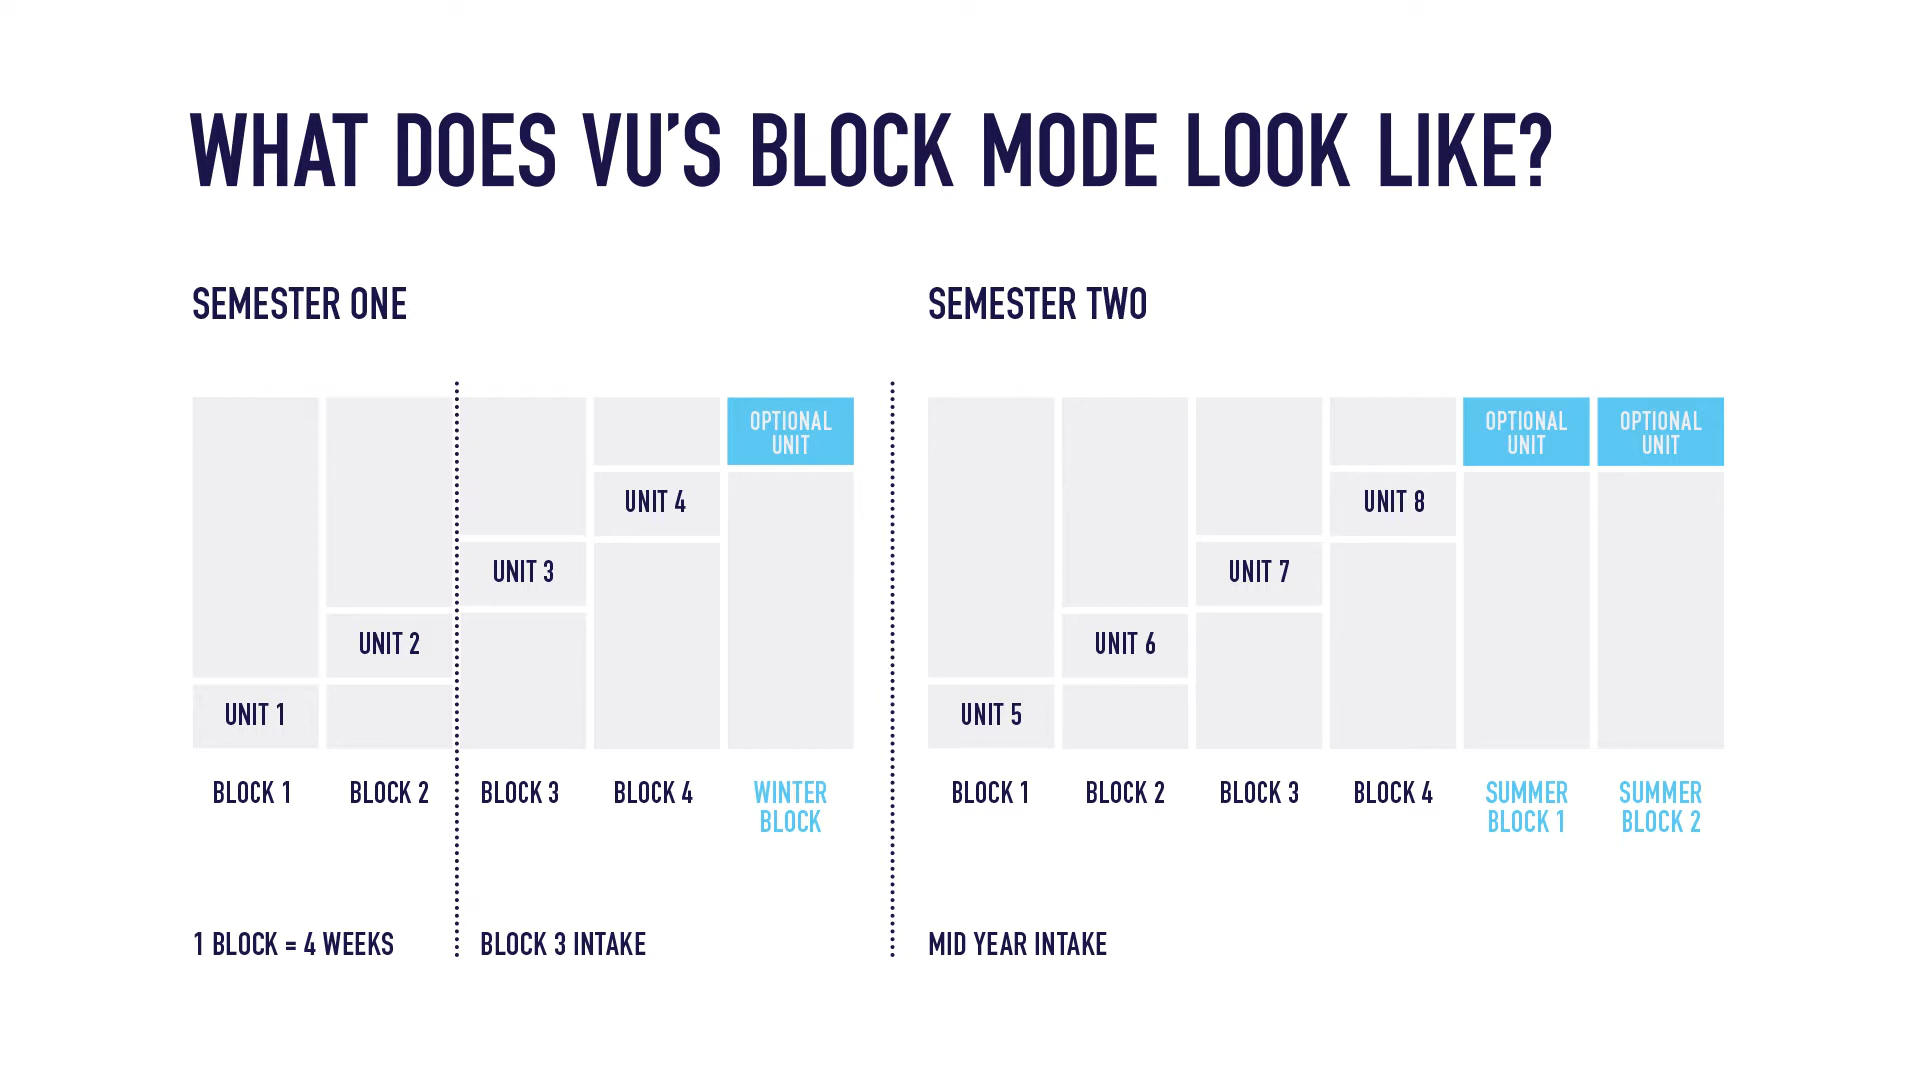 WHAT DOES VU’S BLOCK MODE LOOK LIKE?
SEMESTER ONE
OPTIONAL
UNIT
UNIT 4
UNIT 3
UNIT 2
UNIT 1
BLOCK 1
BLOCK 2
BLOCK 3
BLOCK 4
WINTER
BLOCK
1 BLOCK = 4 WEEKS
BLOCK 3 INTAKE
SEMESTER TWO
OPTIONAL
UNIT
OPTIONAL
UNIT
UNIT 8
UNIT 7
UNIT 6
UNIT 5
BLOCK 1
BLOCK 2
BLOCK 3
BLOCK 4
SUMMER
BLOCK 1
SUMMER
BLOCK 2
MID YEAR INTAKE